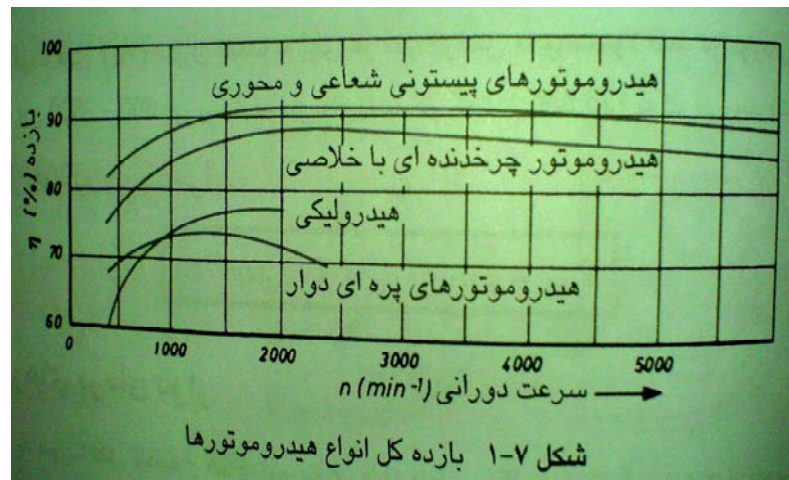 100
هیدروموتورهای پیستونی شعاعی و محوری
90
هیدروموتور چرخدنده ای با خلاصی
80
هیدرولیکی
70
هیدروموتورهای پره ای دوار
60
بازده (%) η
0 1000 2000 3000 4000 5000
سرعت دورانی n (min⁻¹)
شکل ۷-۱ بازده کل انواع هیدروموتورها